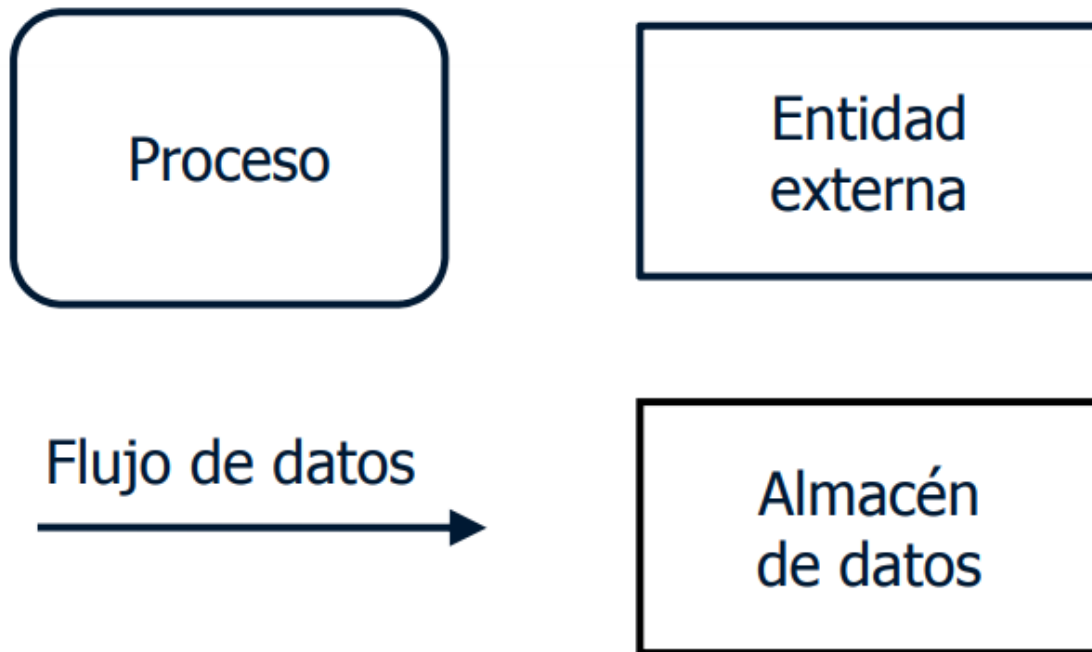 Proceso
Entidad
externa
Flujo de datos
Almacén
de datos